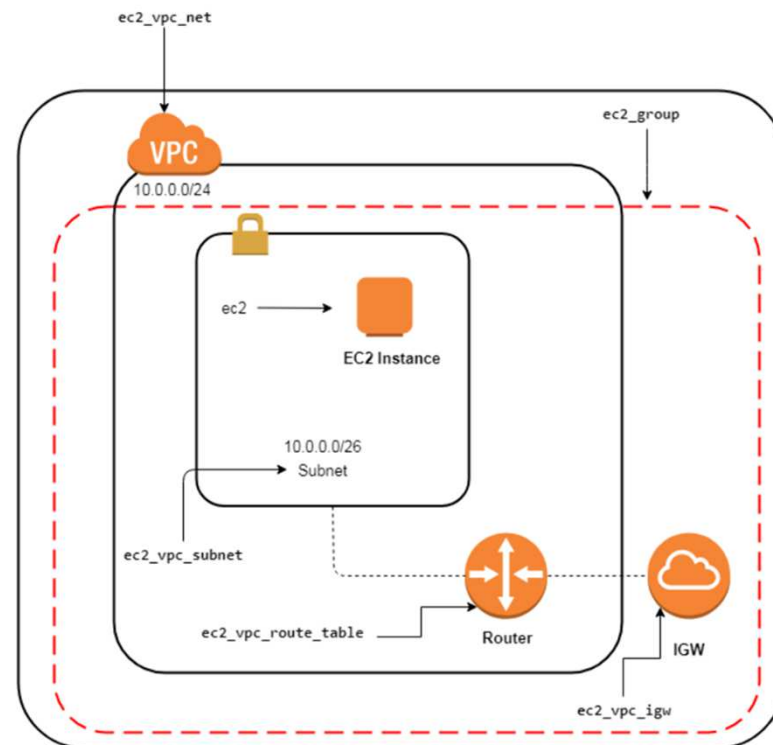 ec2_vpc_net
ec2_group
VPC
10.0.0.0/24
ec2
EC2 Instance
10.0.0.0/26
Subnet
ec2_vpc_subnet
ec2_vpc_route_table
Router
IGW
ec2_vpc_igw